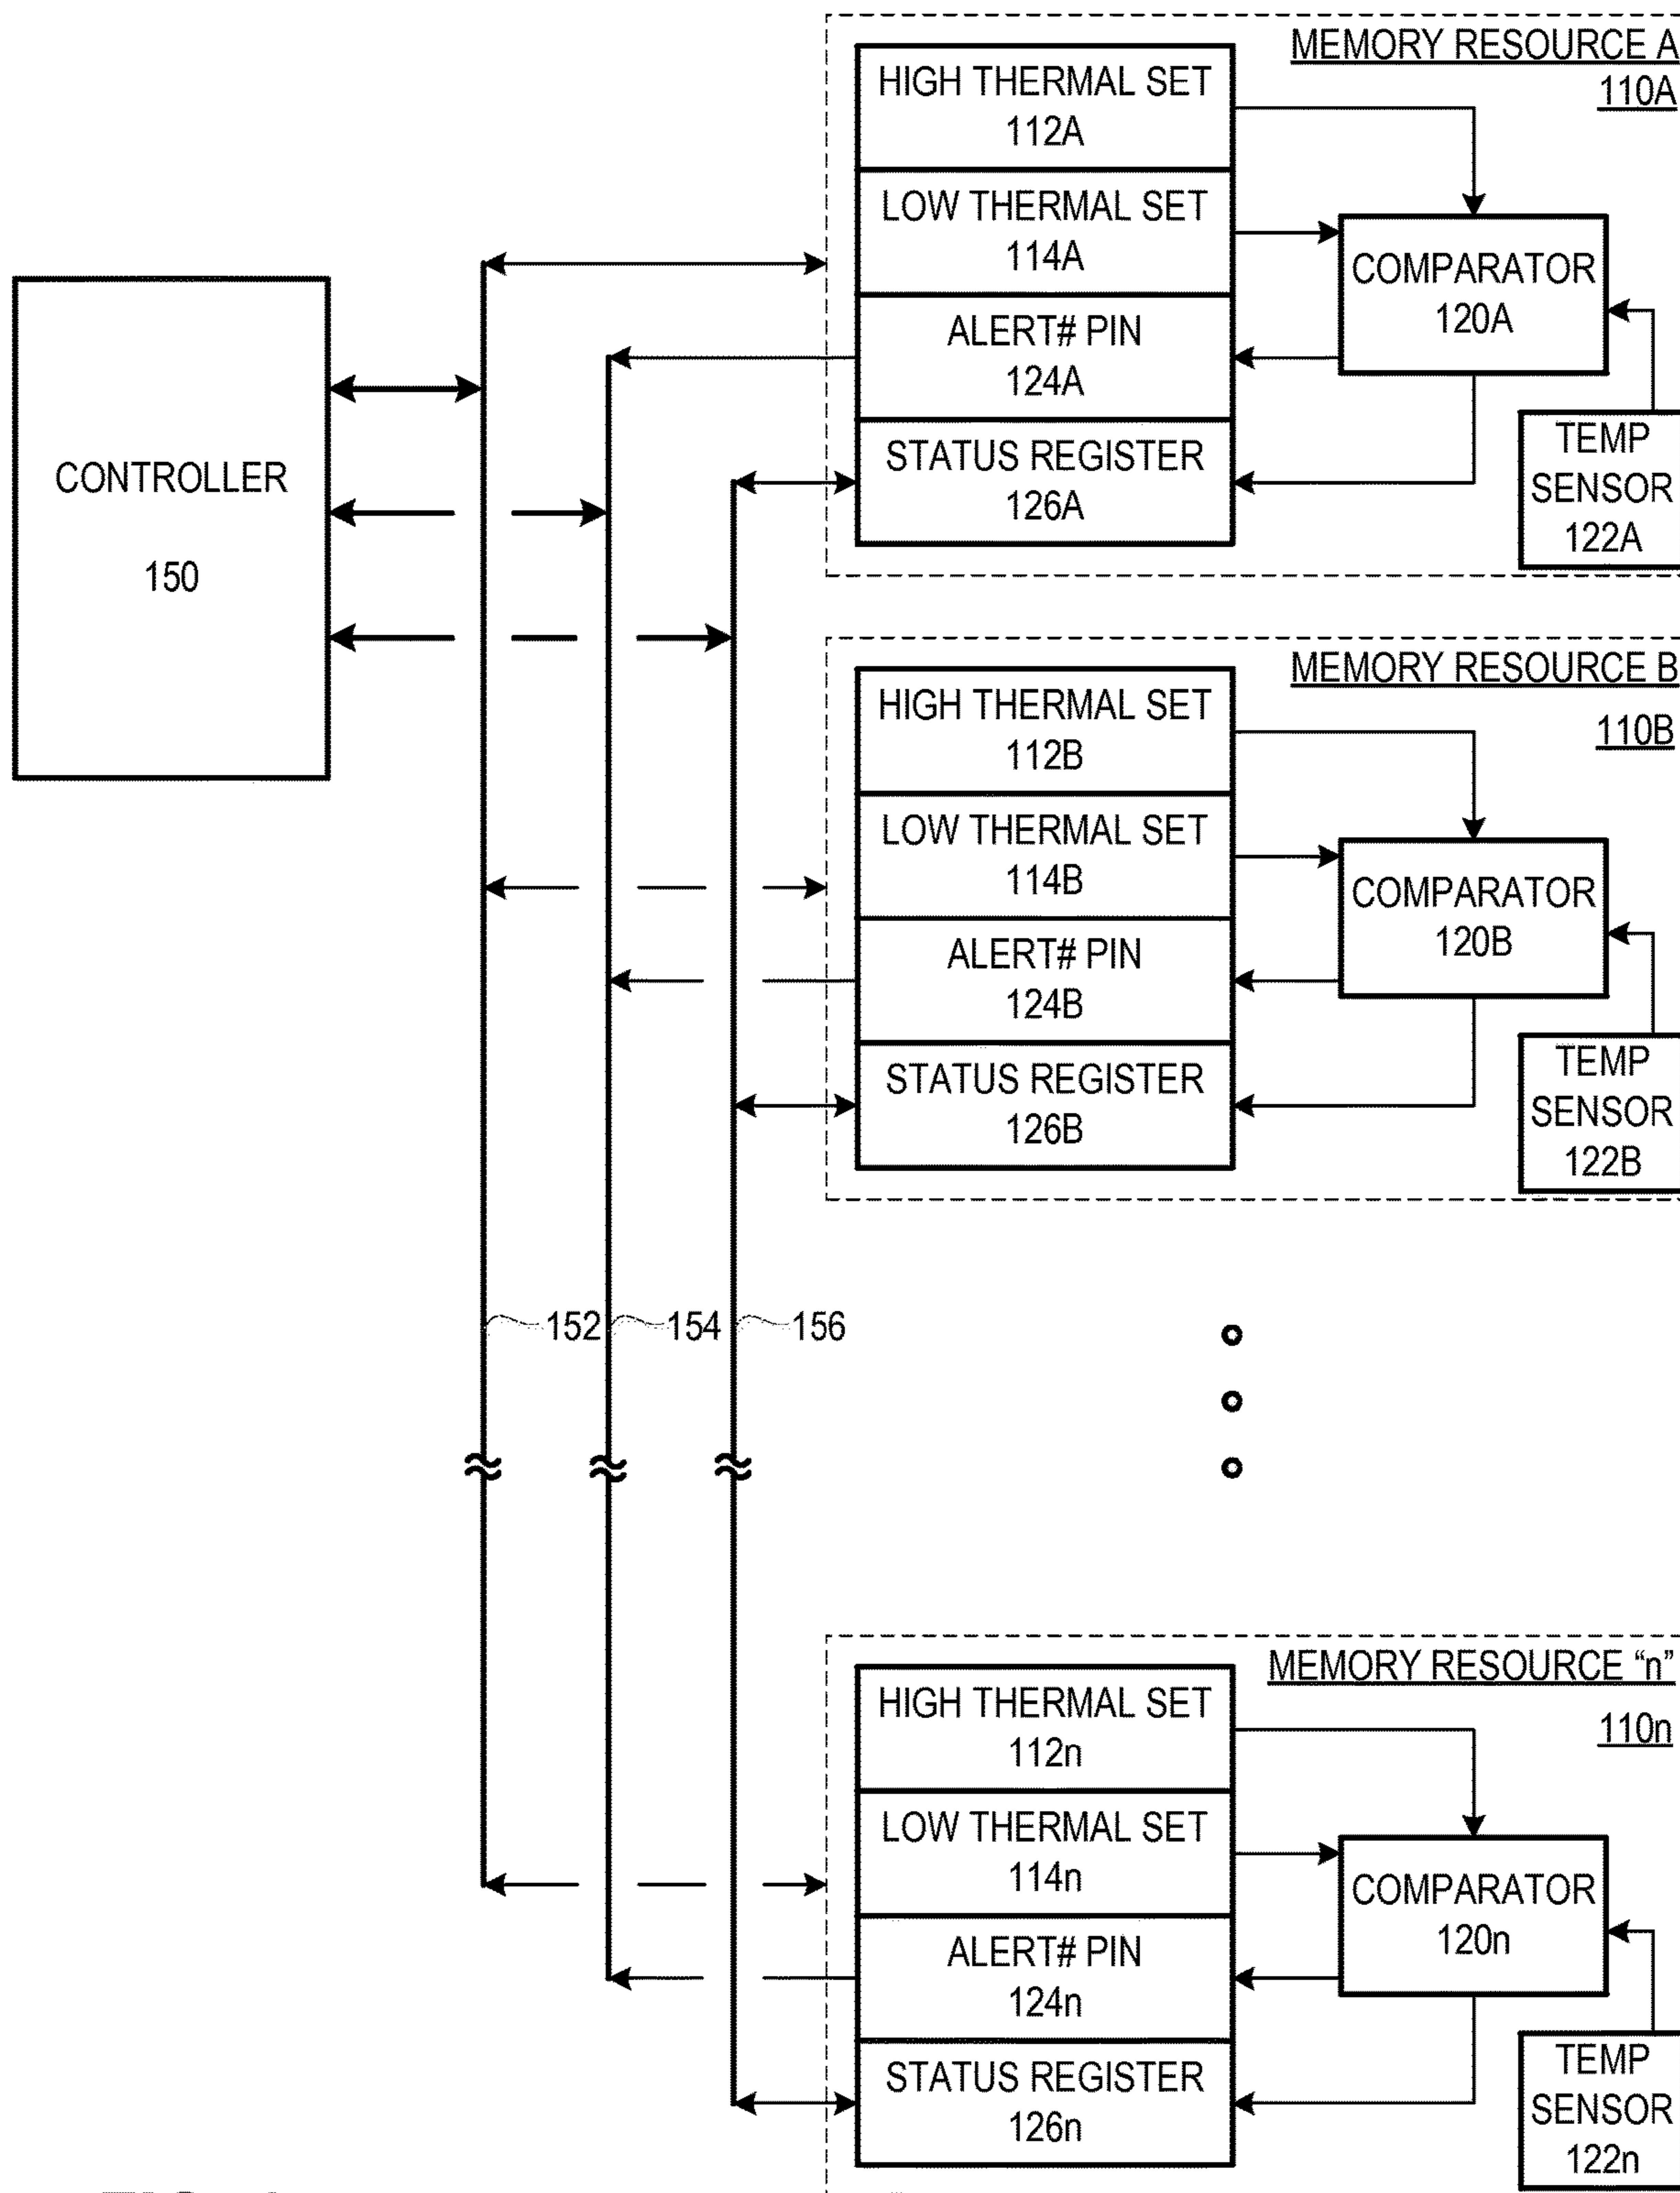 MEMORY RESOURCE A
110A
HIGH THERMAL SET
112A
LOW THERMAL SET
114A
ALERT# PIN
124A
STATUS REGISTER
126A
COMPARATOR
120A
TEMP
SENSOR
122A
CONTROLLER
150
MEMORY RESOURCE B
110B
HIGH THERMAL SET
112B
LOW THERMAL SET
114B
ALERT# PIN
124B
STATUS REGISTER
126B
COMPARATOR
120B
TEMP
SENSOR
122B
152
154
156
MEMORY RESOURCE “n”
110n
HIGH THERMAL SET
112n
LOW THERMAL SET
114n
ALERT# PIN
124n
STATUS REGISTER
126n
COMPARATOR
120n
TEMP
SENSOR
122n